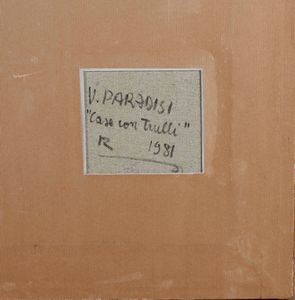 V. PARADISI
"Case con Trulli"
R 1981